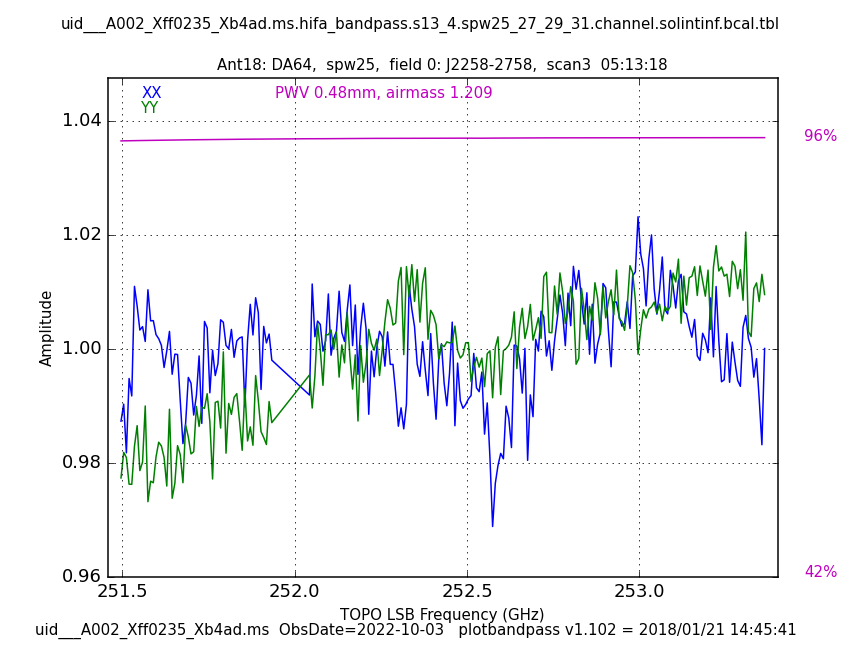 uid___A002_Xff0235_Xb4ad.ms.hifa_bandpass.s13_4.spw25_27_29_31.channel.solintinf.bcal.tbl
Ant18: DA64, spw25, field 0: J2258-2758, scan3 05:13:18
XX
YY
PWV 0.48mm, airmass 1.209
96%
42%
1.04
1.02
1.00
0.98
0.96
Amplitude
251.5 252.0 252.5 253.0
TOPO LSB Frequency (GHz)
uid___A002_Xff0235_Xb4ad.ms ObsDate=2022-10-03 plotbandpass v1.102 = 2018/01/21 14:45:41